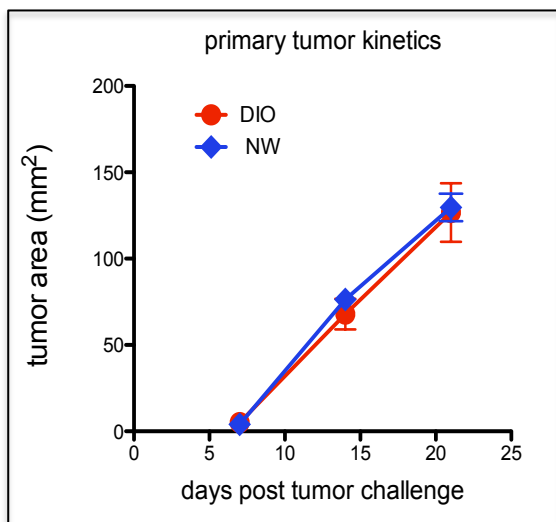 primary tumor kinetics
200
DIO
NW
150
100
50
0
tumor area (mm²)
0 5 10 15 20 25
days post tumor challenge